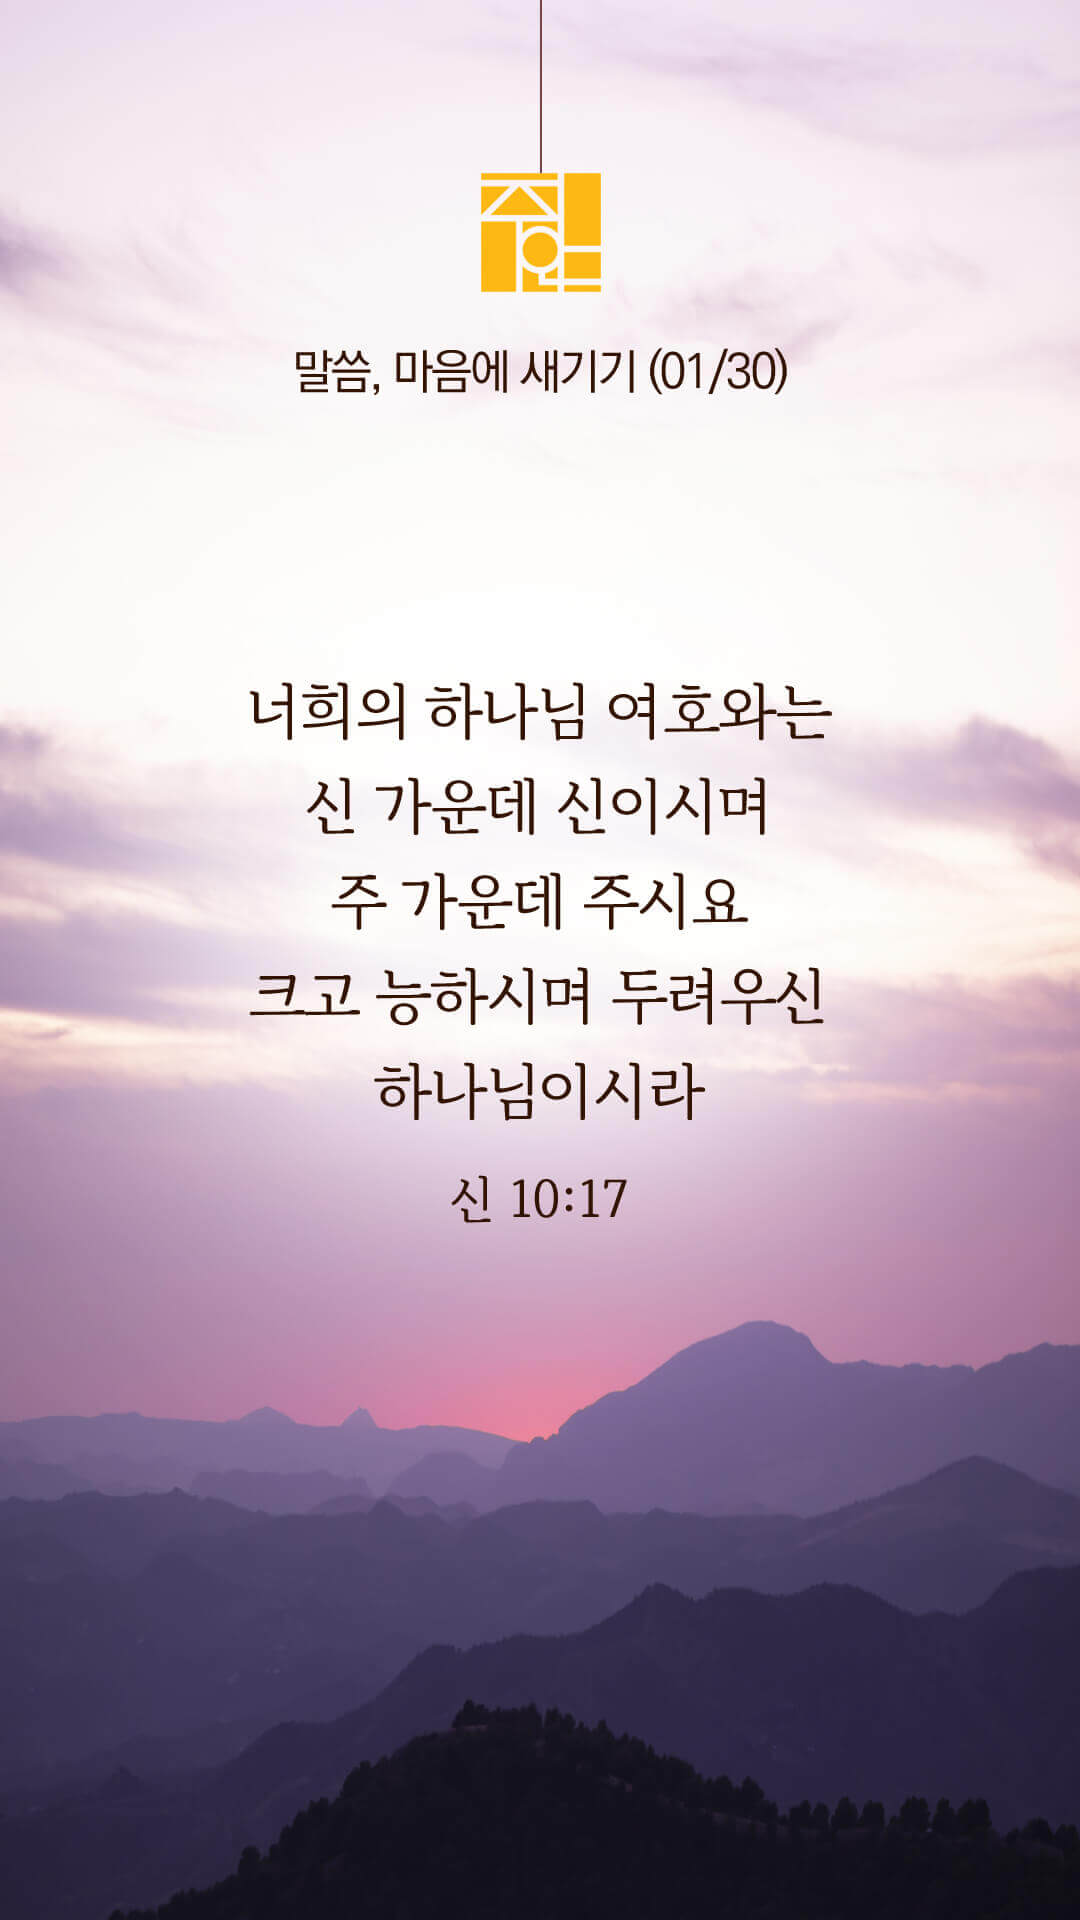 말씀, 마음에 새기기 (01/30)
너희의 하나님 여호와는
신 가운데 신이시며
주 가운데 주시요
크고 능하시며 두려우신
하나님이시라
신 10:17